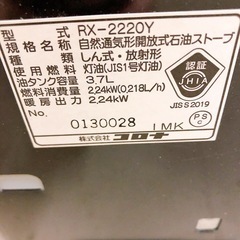 型式 RX-2220Y
名称 自然通気形開放式石油ストーブ
種類 しん式・放射形
使用燃料 灯油(JIS1号灯油)
油タンク容量 3.7L
燃料消費量 2.24kW(0.218L/h)
暖房出力 2.24kW
No. 0130028 IMK
株式会社コロナ
認証
JHIA
JISS2019
PS
C